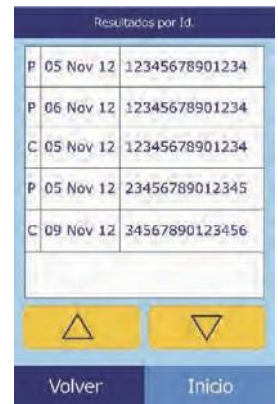 Resultados por Id.
P 05 Nov 12 12345678901234
P 06 Nov 12 12345678901234
C 05 Nov 12 12345678901234
P 05 Nov 12 23456789012345
C 09 Nov 12 34567890123456
Volver Inicio